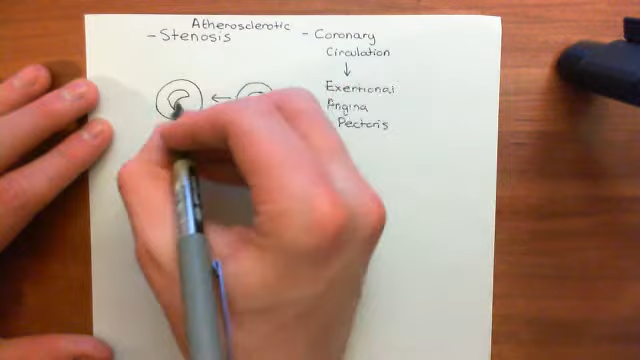 Atherosclerotic
- Stenosis
- Coronary
Circulation
Exertional
Angina
Pectoris